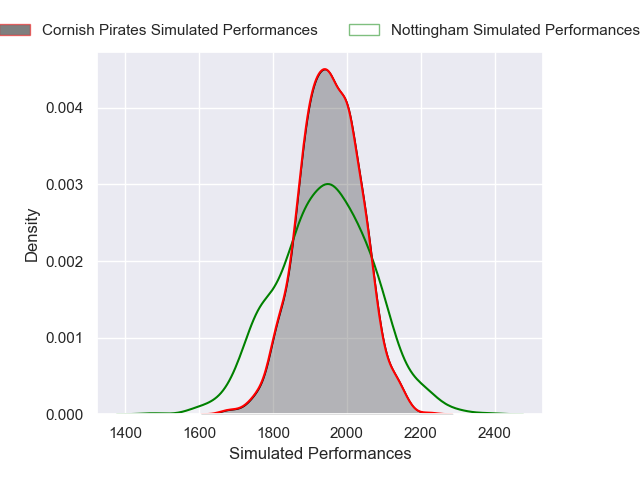 Cornish Pirates Simulated Performances Nottingham Simulated Performances
0.004
0.003
0.002
0.001
0.000
Density
1400 1600 1800 2000 2200 2400
Simulated Performances